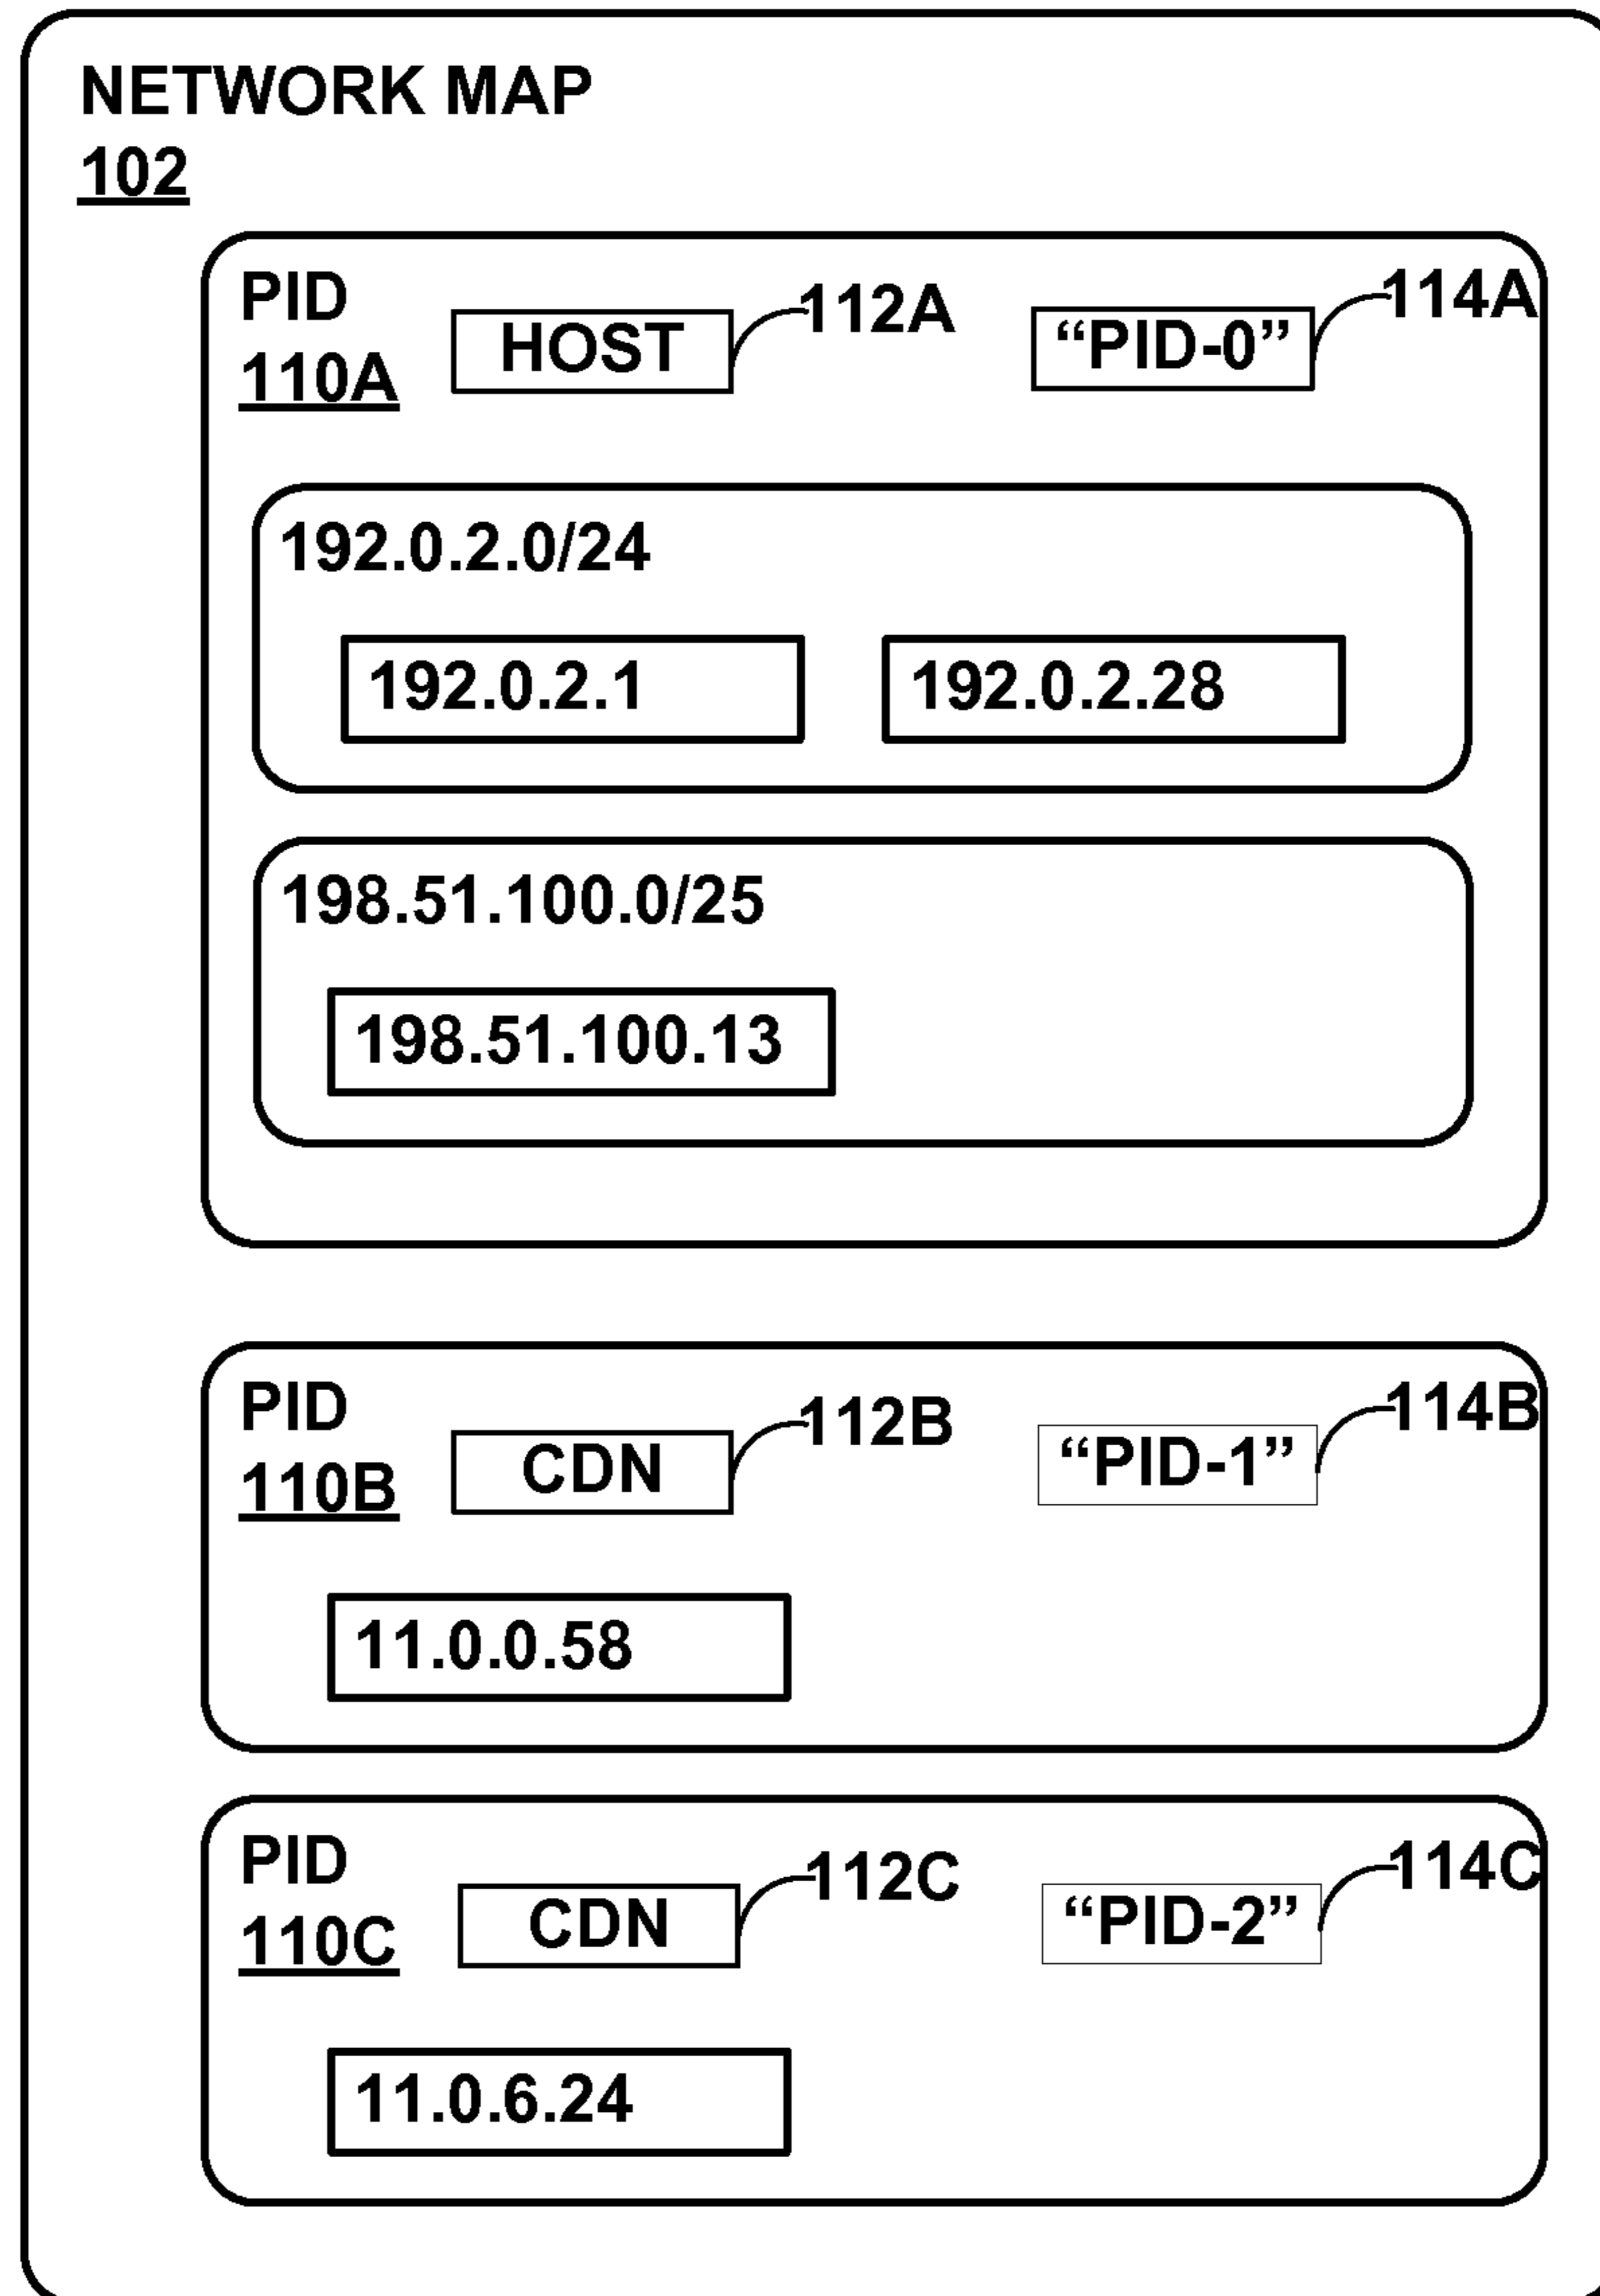 NETWORK MAP
102
PID
110A
HOST
112A
“PID-0”
114A
192.0.2.0/24
192.0.2.1
192.0.2.28
198.51.100.0/25
198.51.100.13
PID
110B
CDN
112B
“PID-1”
114B
11.0.0.58
PID
110C
CDN
112C
“PID-2”
114C
11.0.6.24